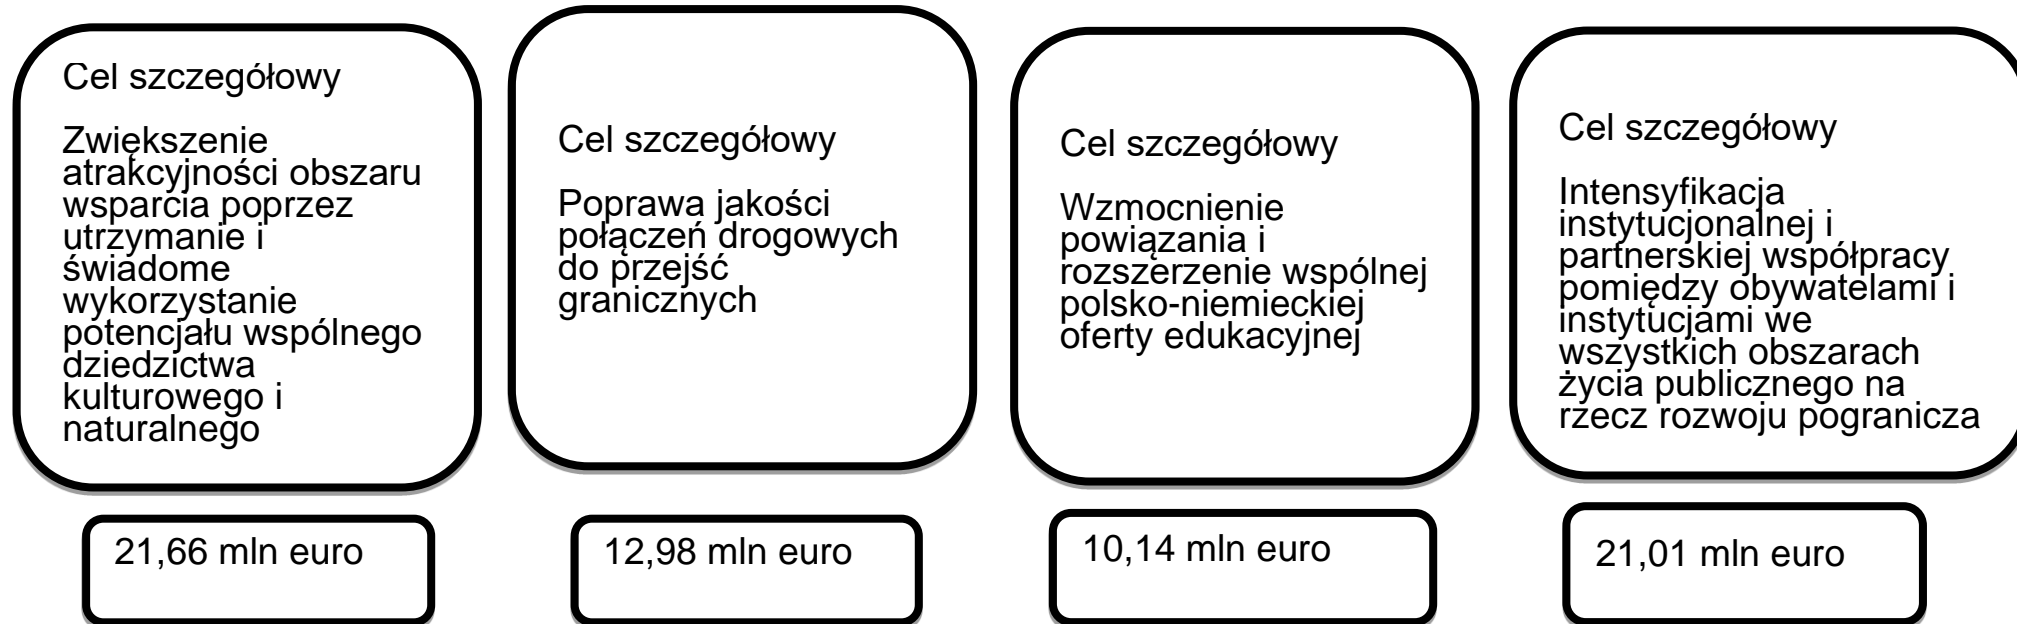 Cel szczegółowy
Zwiększenie
atrakcyjności obszaru
wsparcia poprzez
utrzymanie i
świadome
wykorzystanie
potencjału wspólnego
dziedzictwa
kulturowego i
naturalnego
21,66 mln euro
Cel szczegółowy
Poprawa jakości
połączeń drogowych
do przejść
granicznych
12,98 mln euro
Cel szczegółowy
Wzmocnienie
powiązania i
rozszerzenie wspólnej
polsko-niemieckiej
oferty edukacyjnej
10,14 mln euro
Cel szczegółowy
Intensyfikacja
instytucjonalnej i
partnerskiej współpracy
pomiędzy obywatelami i
instytucjami we
wszystkich obszarach
życia publicznego na
rzecz rozwoju pogranicza
21,01 mln euro